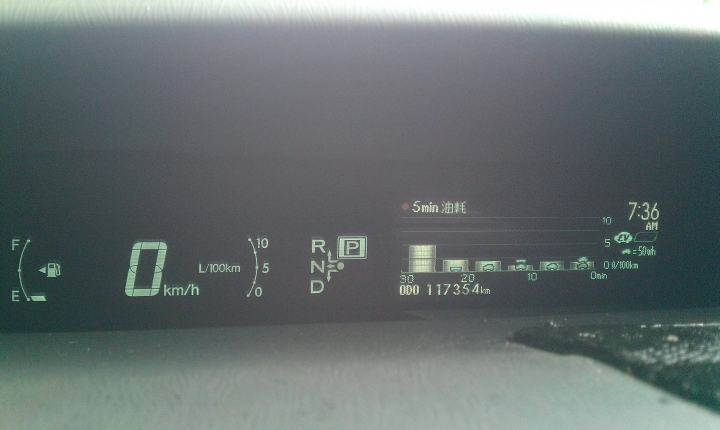 F
E
0 km/h
L/100km
10
5
0
R
N
D
P
5min 油耗
7:36
AM
10
5
0 ℓ/100km
EV
=50Wh
30 20 10 0min
ODO 117354km